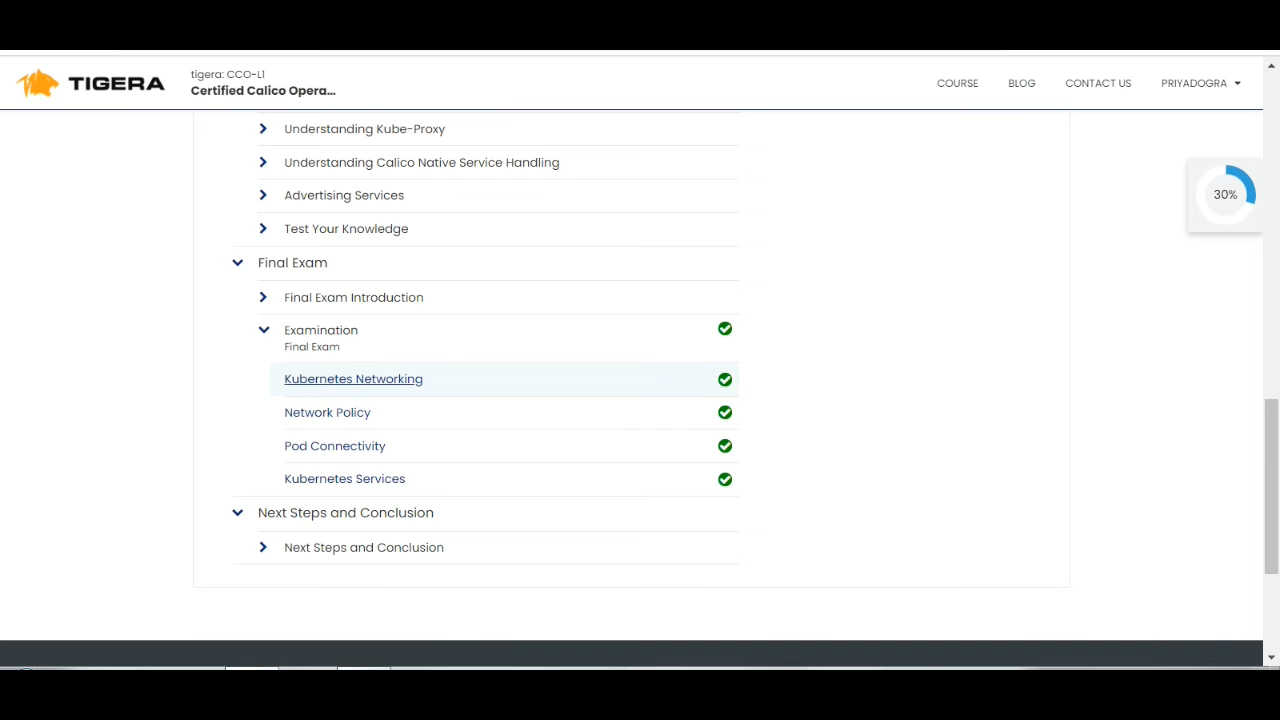 TIGERA
tigera: CCO-L1
Certified Calico Opera...
COURSE
BLOG
CONTACT US
PRIYADOGRA
Understanding Kube-Proxy
Understanding Calico Native Service Handling
Advertising Services
Test Your Knowledge
30%
Final Exam
Final Exam Introduction
Examination
Final Exam
Kubernetes Networking
Network Policy
Pod Connectivity
Kubernetes Services
Next Steps and Conclusion
Next Steps and Conclusion